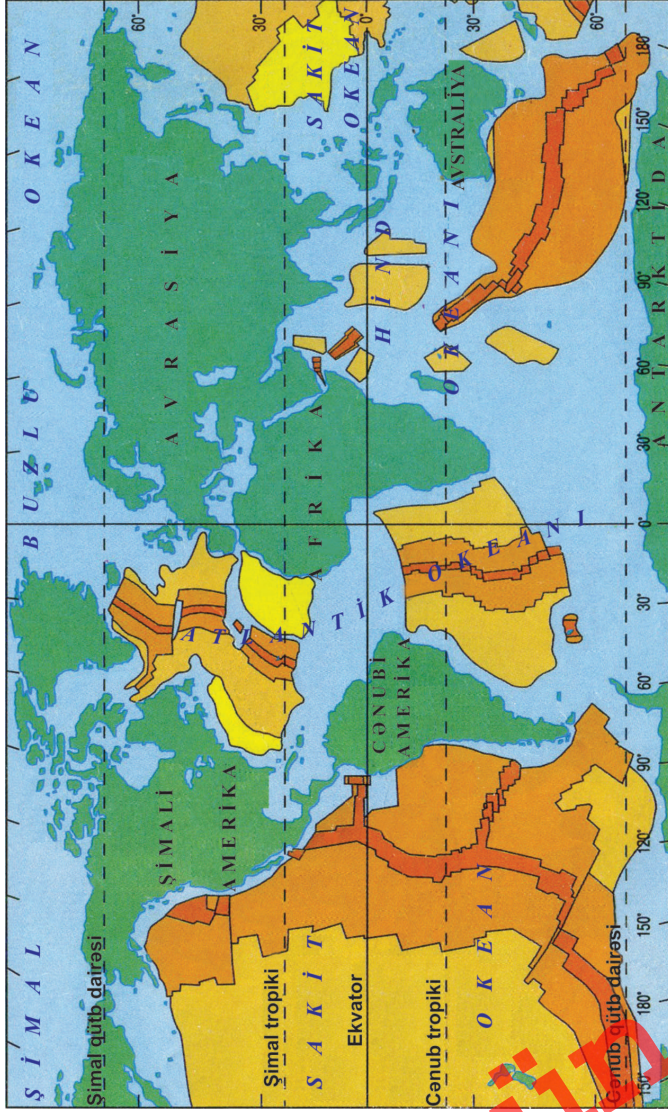 ŞİMAL BUZLU OKEAN
Şimal qütb dairəsi
60°
ŞİMALİ
AMERİKA
AVRASİYA
Şimal tropiki
30°
SAKİT
SAKİT
OKEAN
ATLANTİK OKEANI
AFRİKA
Ekvator
0°
CƏNUBİ
AMERİKA
HİND
OKEANI
Cənub tropiki
30°
AVSTRALİYA
OKEAN
60°
Cənub qütb dairəsi
150° 180° 150° 120° 90° 60° 30° 0° 30° 60° 90° 120° 150° 180°
ANTARKTİDA